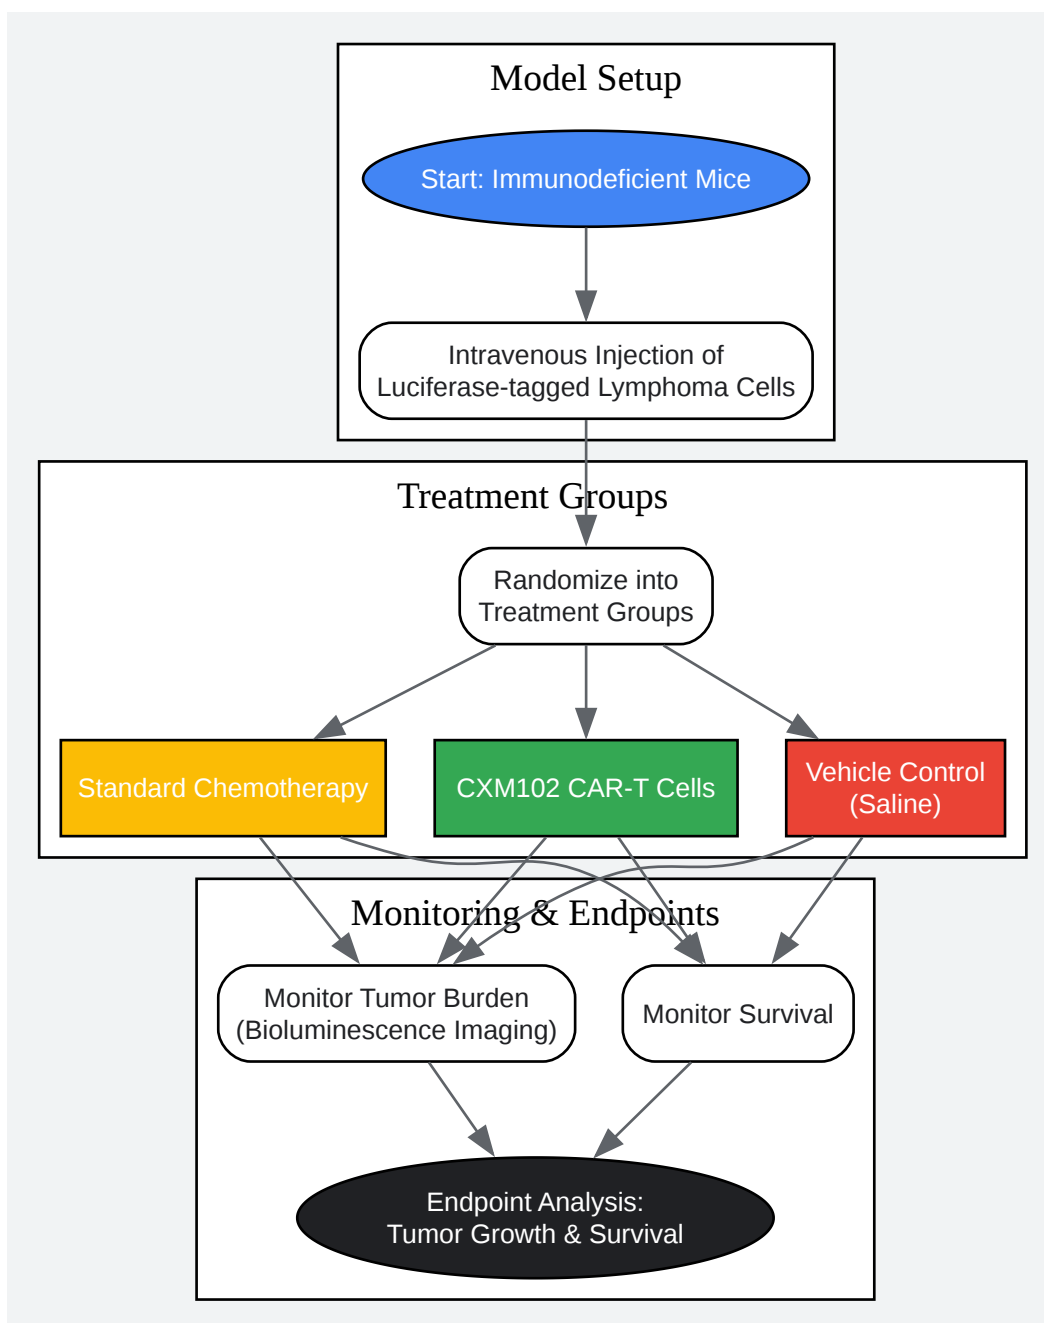 Model Setup
Start: Immunodeficient Mice
Intravenous Injection of
Luciferase-tagged Lymphoma Cells
Treatment Groups
Randomize into
Treatment Groups
Standard Chemotherapy
CXM102 CAR-T Cells
Vehicle Control
(Saline)
Monitoring & Endpoints
Monitor Tumor Burden
(Bioluminescence Imaging)
Monitor Survival
Endpoint Analysis:
Tumor Growth & Survival